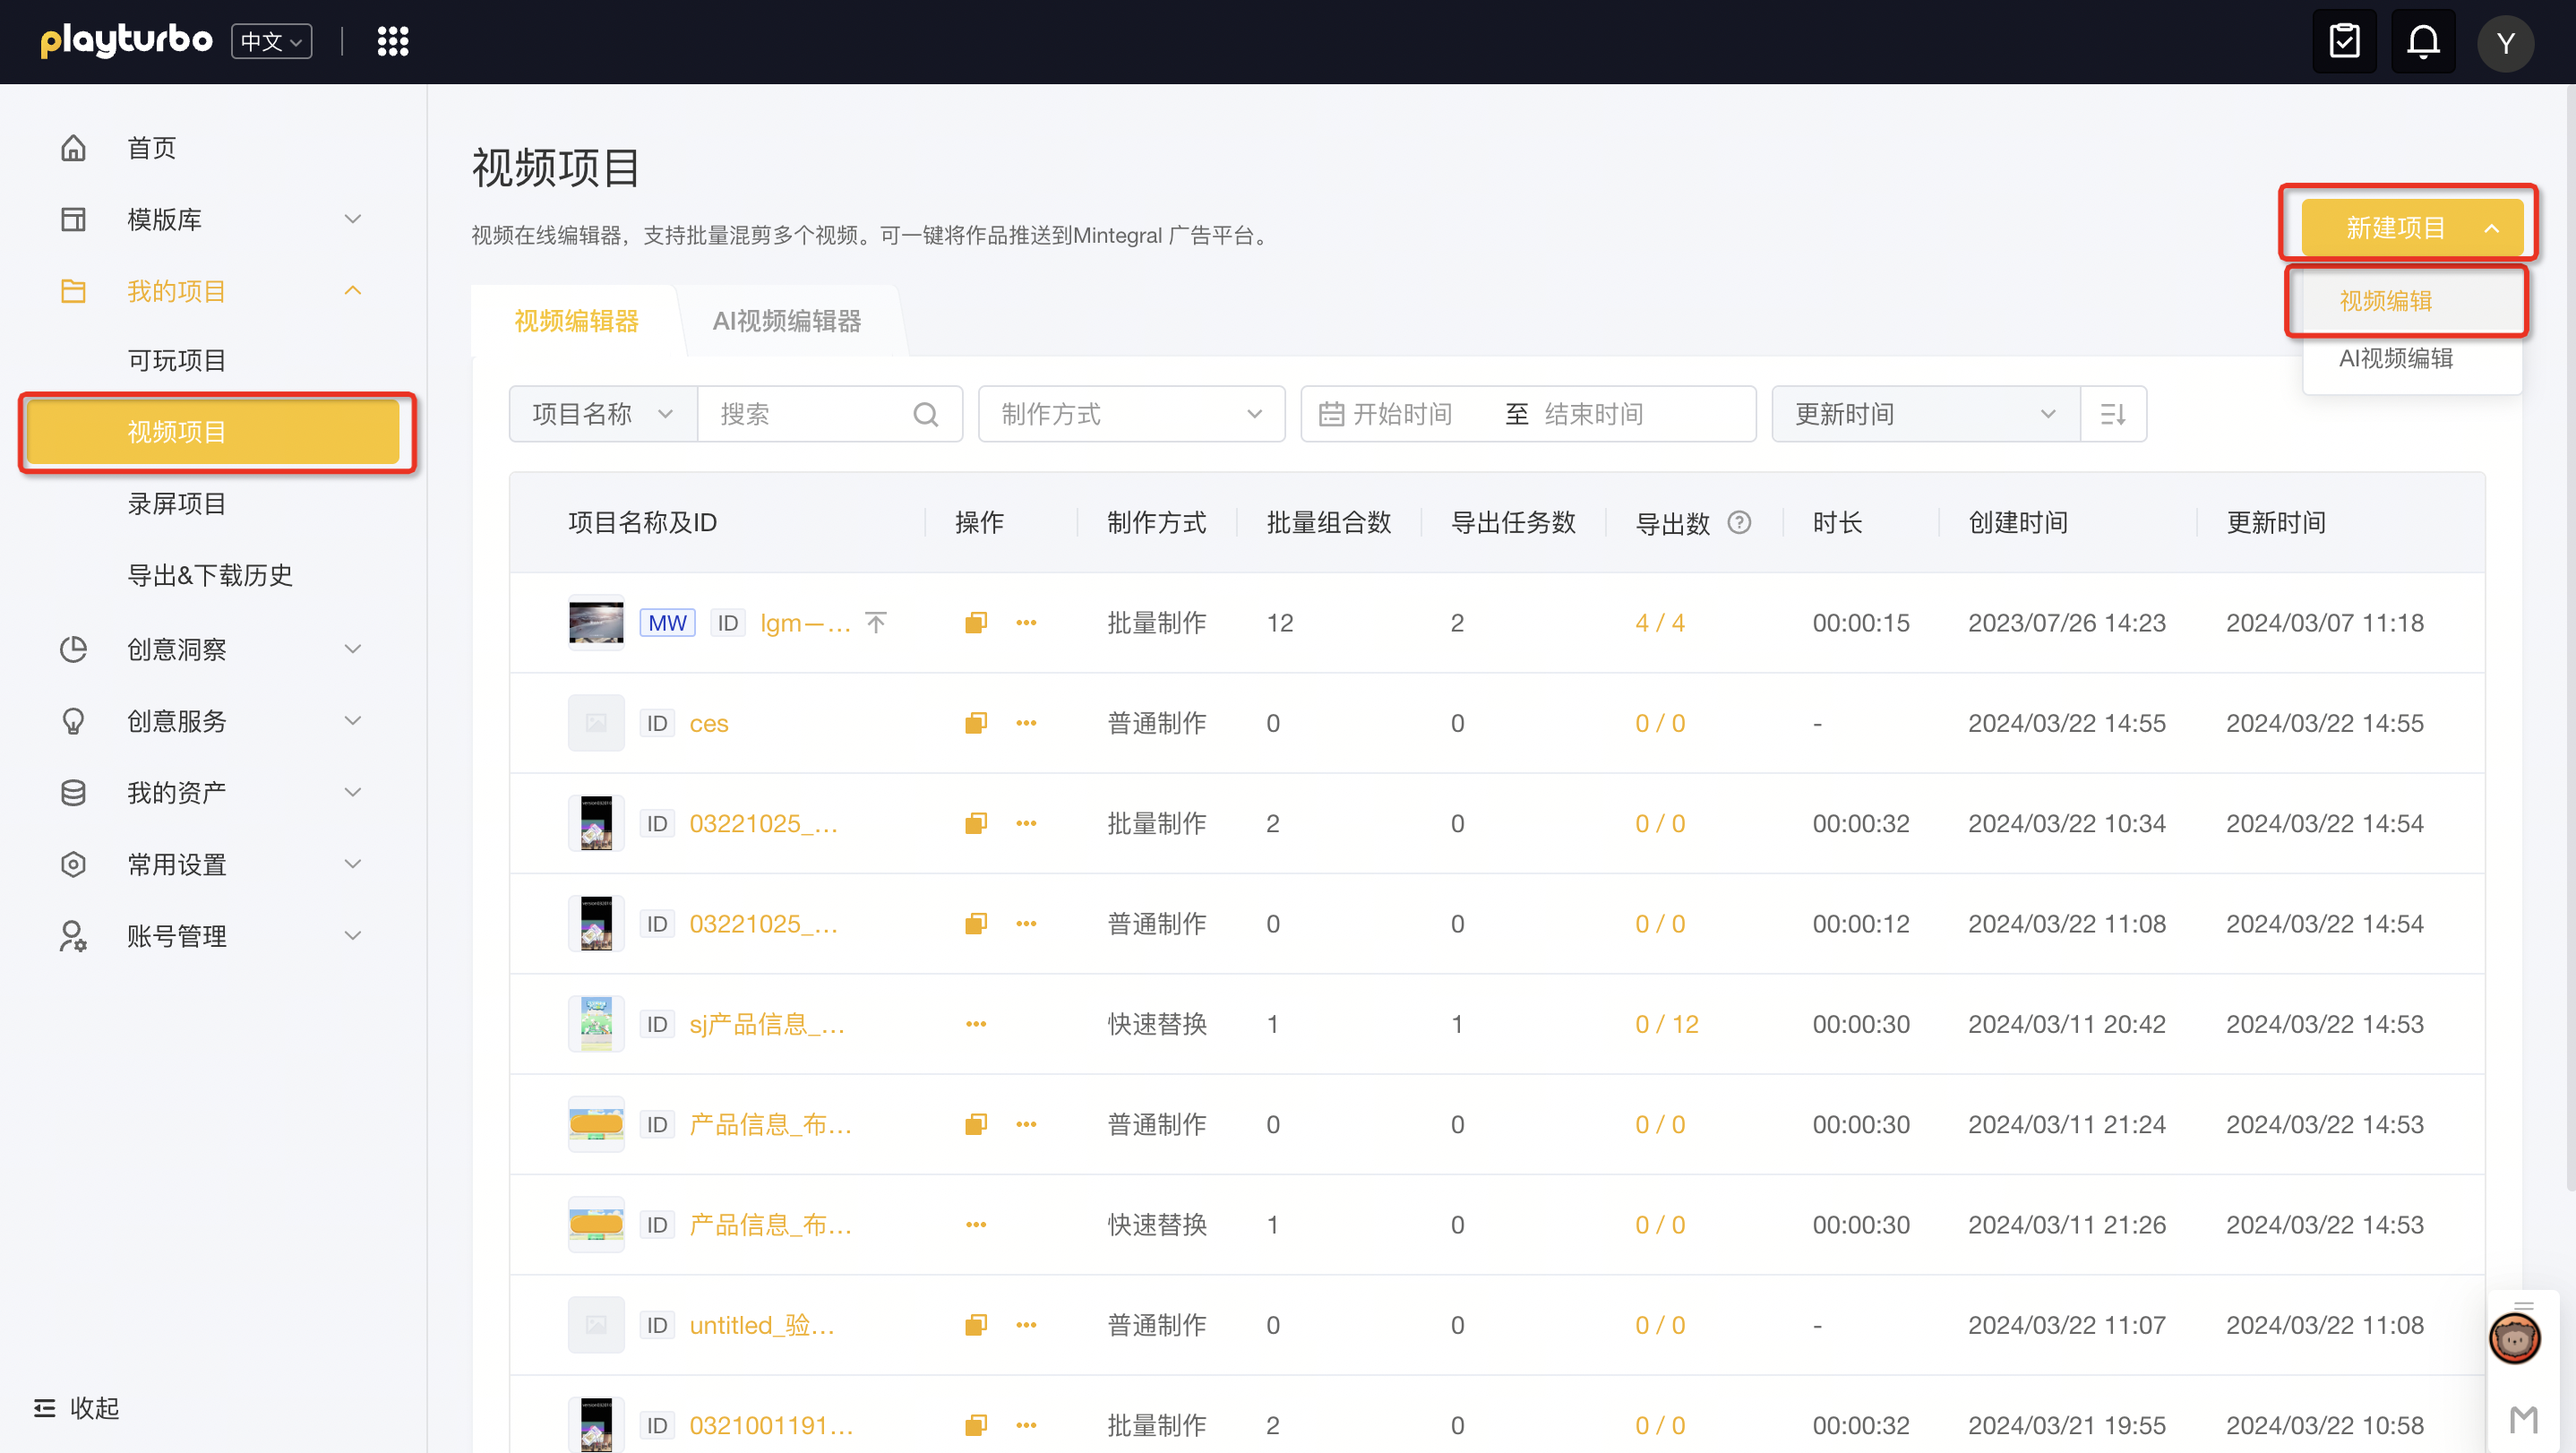 playturbo 中文
Y
首页
模版库
我的项目
可玩项目
视频项目
录屏项目
导出&下载历史
创意洞察
创意服务
我的资产
常用设置
账号管理
收起
视频项目
视频在线编辑器，支持批量混剪多个视频。可一键将作品推送到Mintegral 广告平台。
新建项目
视频编辑
AI视频编辑
视频编辑器 AI视频编辑器
项目名称 搜索 制作方式 开始时间 至 结束时间 更新时间
项目名称及ID 操作 制作方式 批量组合数 导出任务数 导出数 时长 创建时间 更新时间
MW ID lgm—... 批量制作 12 2 4 / 4 00:00:15 2023/07/26 14:23 2024/03/07 11:18
ID ces 普通制作 0 0 0 / 0 - 2024/03/22 14:55 2024/03/22 14:55
ID 03221025_... 批量制作 2 0 0 / 0 00:00:32 2024/03/22 10:34 2024/03/22 14:54
ID 03221025_... 普通制作 0 0 0 / 0 00:00:12 2024/03/22 11:08 2024/03/22 14:54
ID sj产品信息_... 快速替换 1 1 0 / 12 00:00:30 2024/03/11 20:42 2024/03/22 14:53
ID 产品信息_布... 普通制作 0 0 0 / 0 00:00:30 2024/03/11 21:24 2024/03/22 14:53
ID 产品信息_布... 快速替换 1 0 0 / 0 00:00:30 2024/03/11 21:26 2024/03/22 14:53
ID untitled_验... 普通制作 0 0 0 / 0 - 2024/03/22 11:07 2024/03/22 11:08
ID 0321001191... 批量制作 2 0 0 / 0 00:00:32 2024/03/21 19:55 2024/03/22 10:58